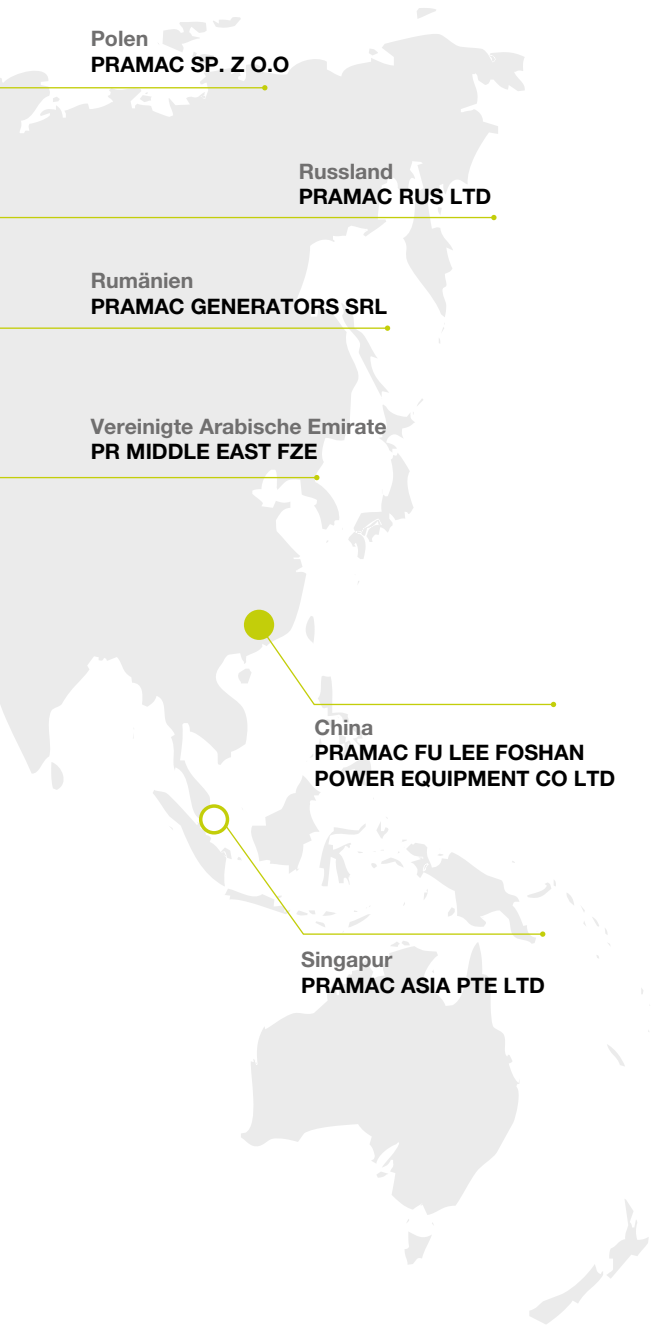 Polen
PRAMAC SP. Z O.O
Russland
PRAMAC RUS LTD
Rumänien
PRAMAC GENERATORS SRL
Vereinigte Arabische Emirate
PR MIDDLE EAST FZE
China
PRAMAC FU LEE FOSHAN
POWER EQUIPMENT CO LTD
Singapur
PRAMAC ASIA PTE LTD